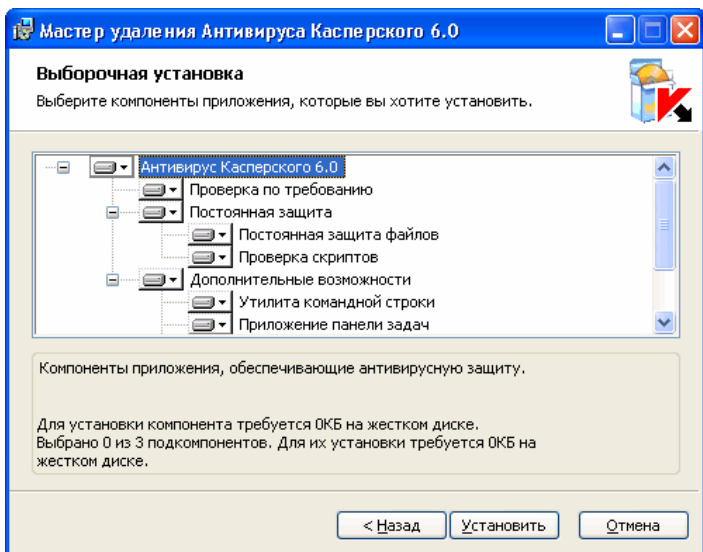 Мастер удаления Антивируса Касперского 6.0
Выборочная установка
Выберите компоненты приложения, которые вы хотите установить.
Антивирус Касперского 6.0
Проверка по требованию
Постоянная защита
Постоянная защита файлов
Проверка скриптов
Дополнительные возможности
Утилита командной строки
Приложение панели задач
Компоненты приложения, обеспечивающие антивирусную защиту.
Для установки компонента требуется 0КБ на жестком диске.
Выбрано 0 из 3 подкомпонентов. Для их установки требуется 0КБ на
жестком диске.
< Назад Установить Отмена